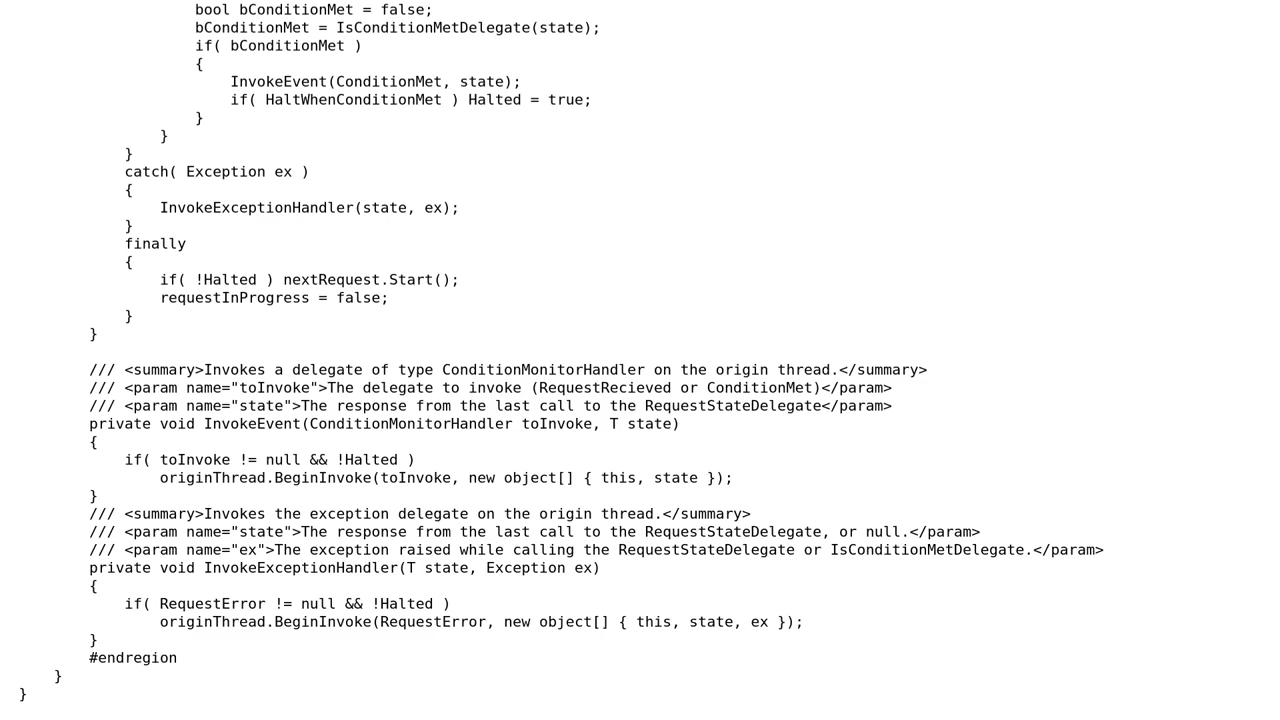 bool bConditionMet = false;
bConditionMet = IsConditionMetDelegate(state);
if( bConditionMet )
{
InvokeEvent(ConditionMet, state);
if( HaltWhenConditionMet ) Halted = true;
}
}
}
catch( Exception ex )
{
InvokeExceptionHandler(state, ex);
}
finally
{
if( !Halted ) nextRequest.Start();
requestInProgress = false;
}
}
/// <summary>Invokes a delegate of type ConditionMonitorHandler on the origin thread.</summary>
/// <param name="toInvoke">The delegate to invoke (RequestRecieved or ConditionMet)</param>
/// <param name="state">The response from the last call to the RequestStateDelegate</param>
private void InvokeEvent(ConditionMonitorHandler toInvoke, T state)
{
if( toInvoke != null && !Halted )
originThread.BeginInvoke(toInvoke, new object[] { this, state });
}
/// <summary>Invokes the exception delegate on the origin thread.</summary>
/// <param name="state">The response from the last call to the RequestStateDelegate, or null.</param>
/// <param name="ex">The exception raised while calling the RequestStateDelegate or IsConditionMetDelegate.</param>
private void InvokeExceptionHandler(T state, Exception ex)
{
if( RequestError != null && !Halted )
originThread.BeginInvoke(RequestError, new object[] { this, state, ex });
}
#endregion
}
}